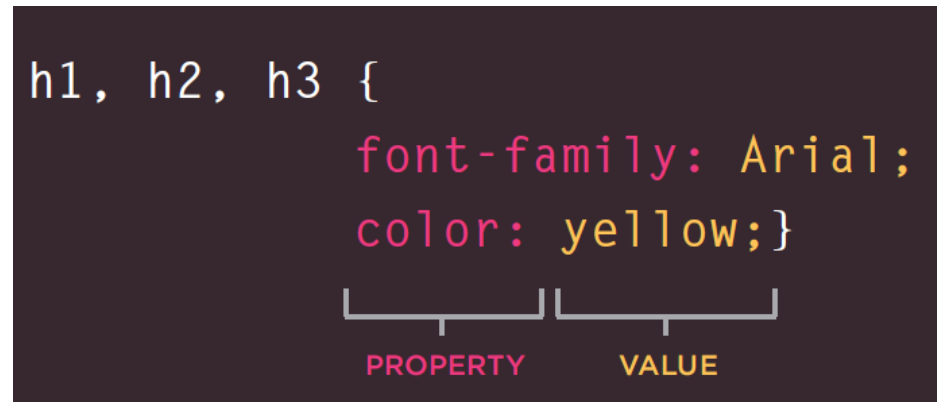 h1, h2, h3 {
font-family: Arial;
color: yellow;}
PROPERTY VALUE